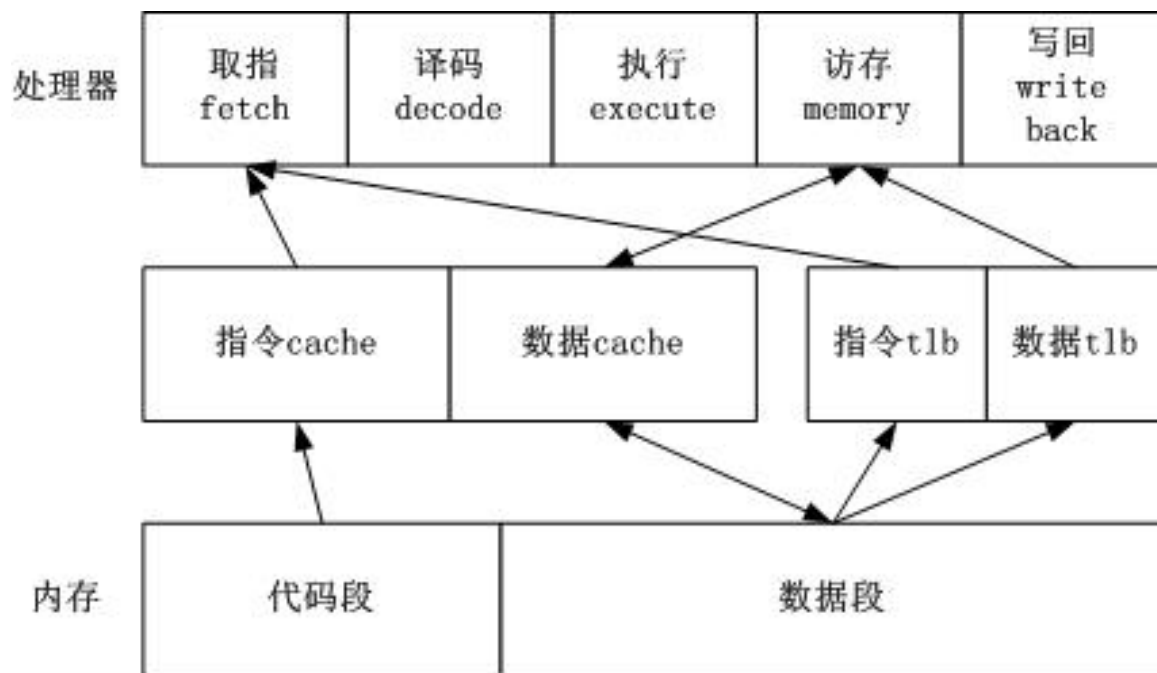 处理器
取指
fetch
译码
decode
执行
execute
访存
memory
写回
write
back
指令cache
数据cache
指令tlb
数据tlb
内存
代码段
数据段